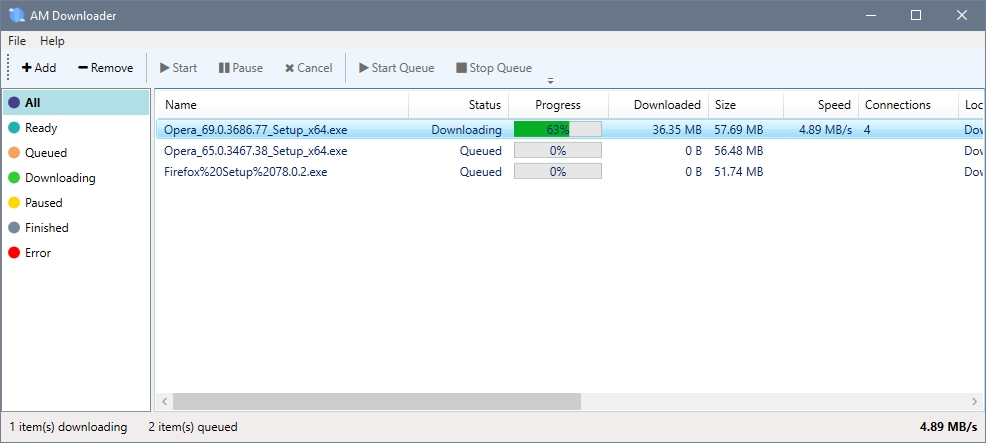 AM Downloader
File Help
Add Remove Start Pause Cancel Start Queue Stop Queue
All
Ready
Queued
Downloading
Paused
Finished
Error
Name Status Progress Downloaded Size Speed Connections Loc
Opera_69.0.3686.77_Setup_x64.exe Downloading 63% 36.35 MB 57.69 MB 4.89 MB/s 4 Dov
Opera_65.0.3467.38_Setup_x64.exe Queued 0% 0 B 56.48 MB Dov
Firefox%20Setup%2078.0.2.exe Queued 0% 0 B 51.74 MB Dov
1 item(s) downloading 2 item(s) queued 4.89 MB/s